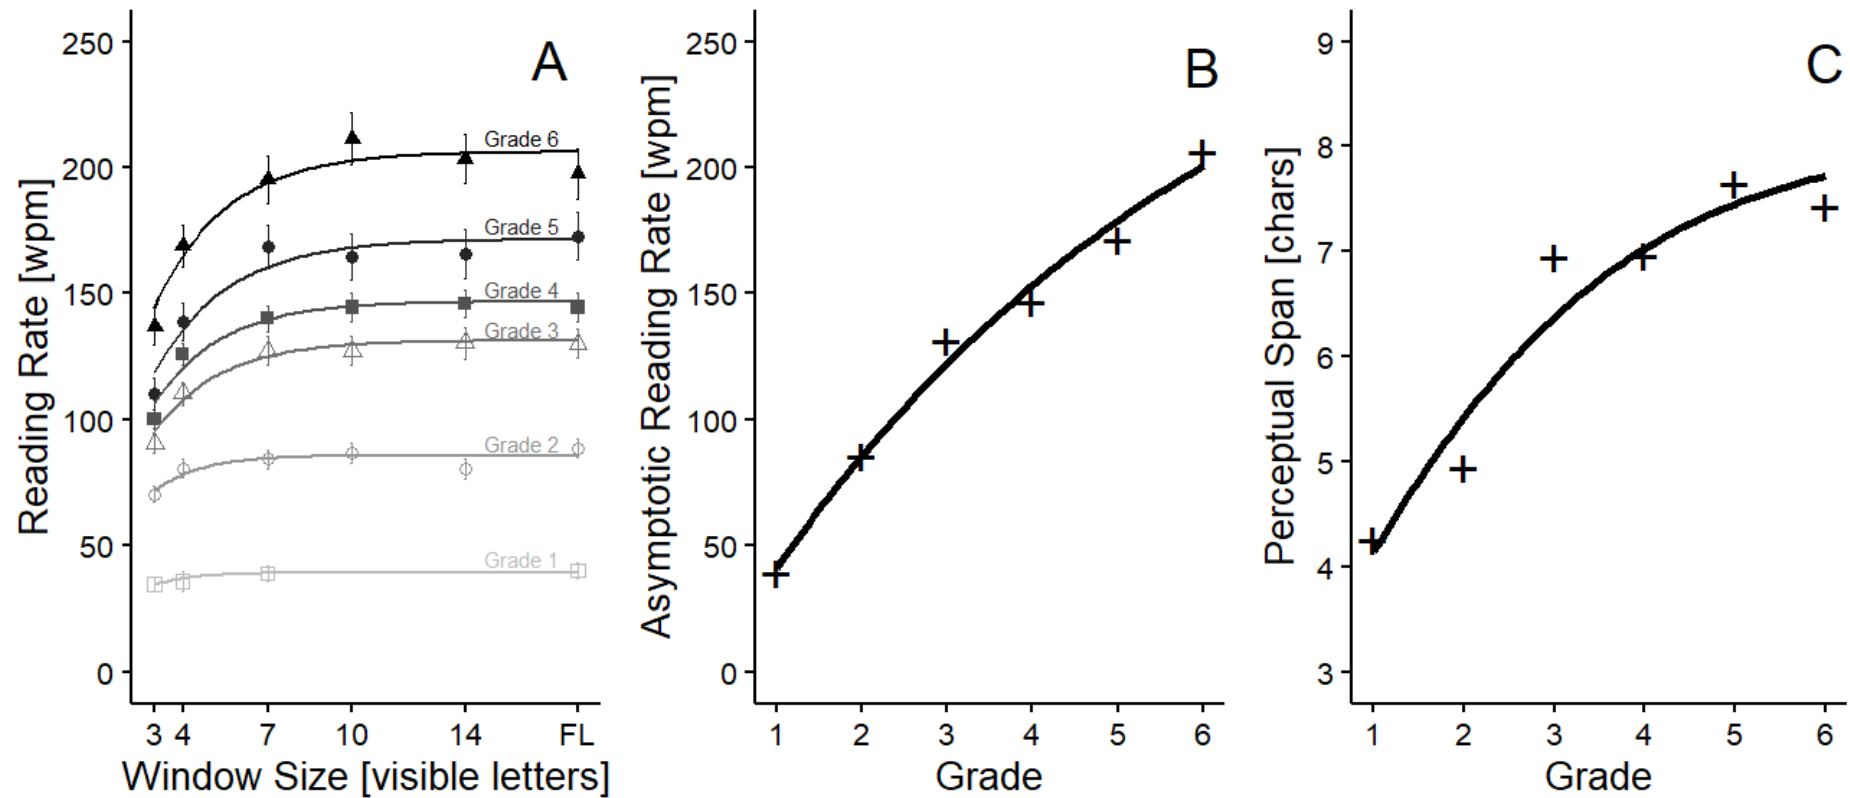 A
Reading Rate [wpm]
250
200
150
100
50
0
Grade 6
Grade 5
Grade 4
Grade 3
Grade 2
Grade 1
3 4 7 10 14 FL
Window Size [visible letters]
B
Asymptotic Reading Rate [wpm]
250
200
150
100
50
0
1 2 3 4 5 6
Grade
C
Perceptual Span [chars]
9
8
7
6
5
4
3
1 2 3 4 5 6
Grade